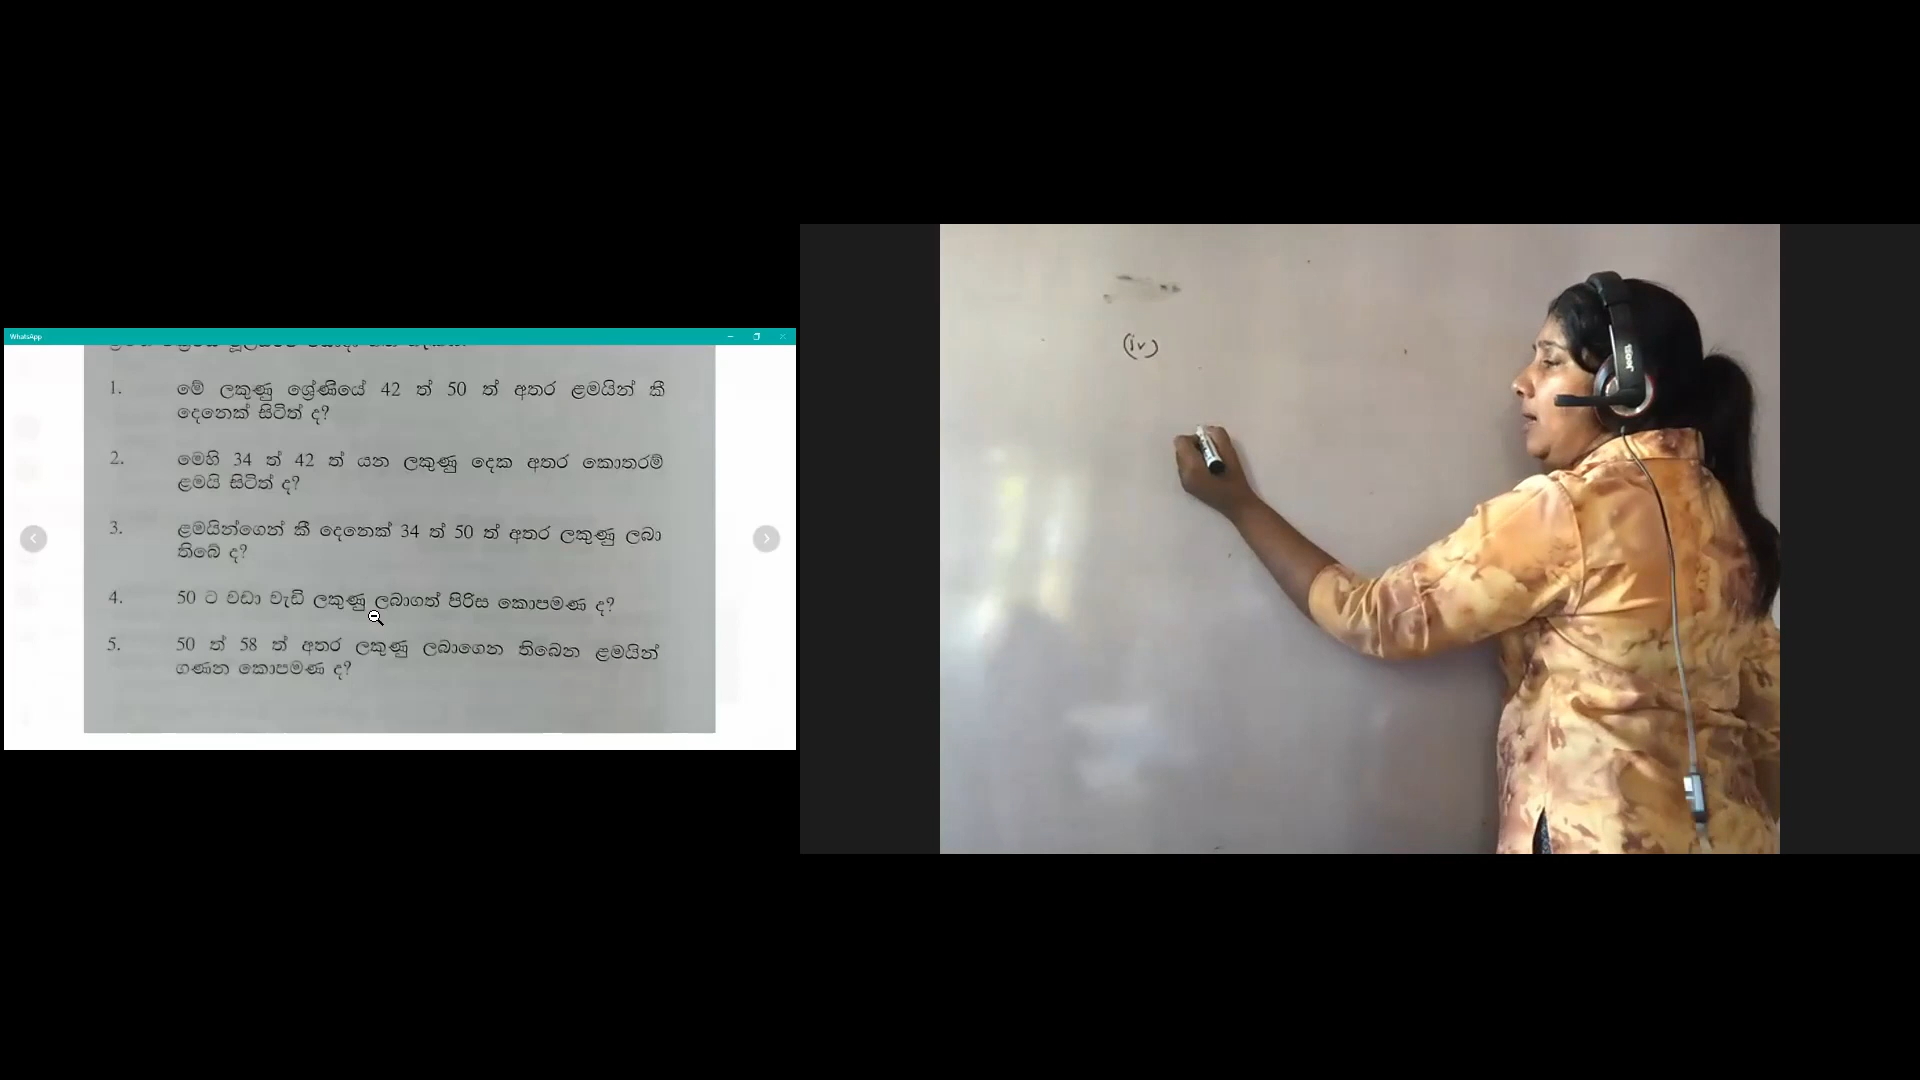 WhatsApp
1. මේ ලකුණු ශ්‍රේණියේ 42 ත් 50 ත් අතර ළමයින් කී
දෙනෙක් සිටිත් ද?
2. මෙහි 34 ත් 42 ත් යන ලකුණු දෙක අතර කොතරම්
ළමයි සිටිත් ද?
3. ළමයින්ගෙන් කී දෙනෙක් 34 ත් 50 ත් අතර ලකුණු ලබා
තිබේ ද?
4. 50 ට වඩා වැඩි ලකුණු ලබාගත් පිරිස කොපමණ ද?
5. 50 ත් 58 ත් අතර ලකුණු ලබාගෙන තිබෙන ළමයින්
ගණන කොපමණ ද?
(iv)